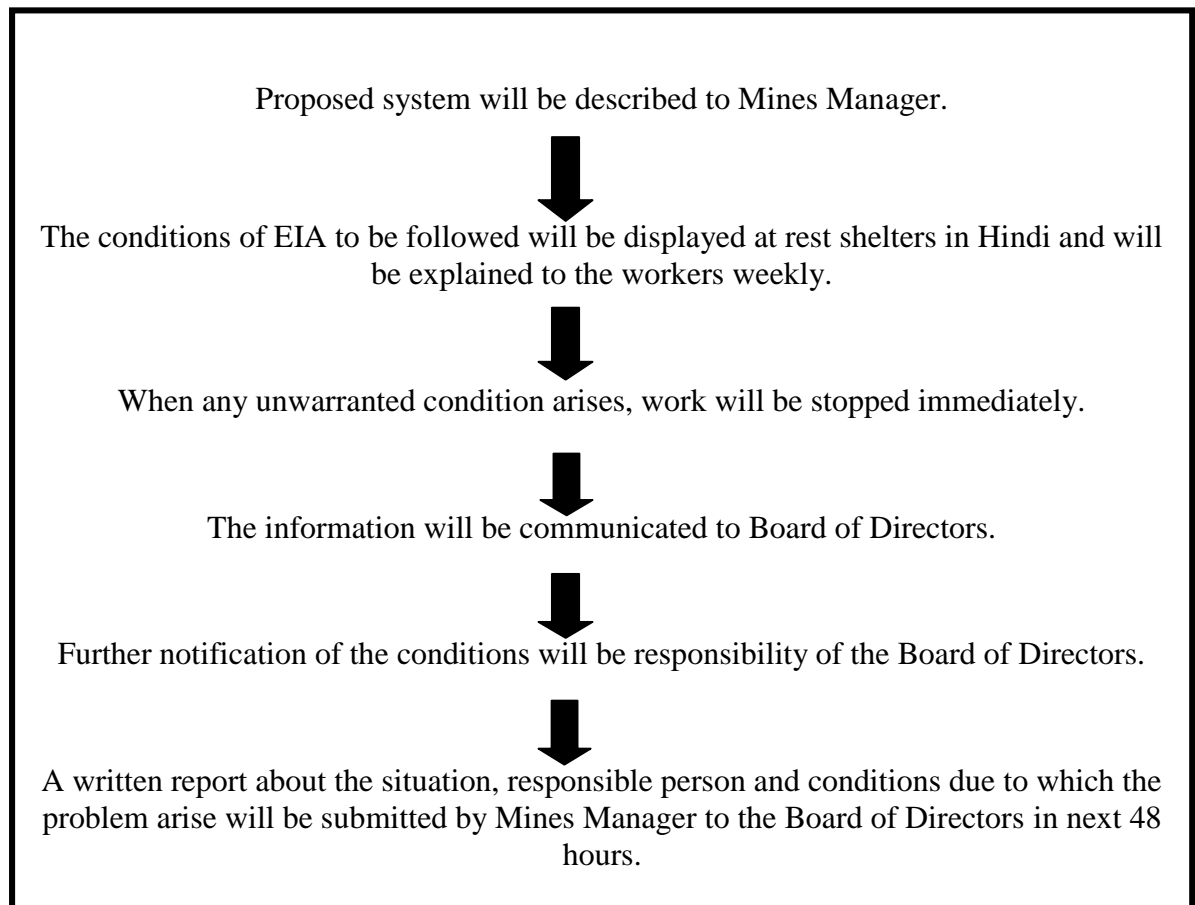 Proposed system will be described to Mines Manager.
The conditions of EIA to be followed will be displayed at rest shelters in Hindi and will
be explained to the workers weekly.
When any unwarranted condition arises, work will be stopped immediately.
The information will be communicated to Board of Directors.
Further notification of the conditions will be responsibility of the Board of Directors.
A written report about the situation, responsible person and conditions due to which the
problem arise will be submitted by Mines Manager to the Board of Directors in next 48
hours.